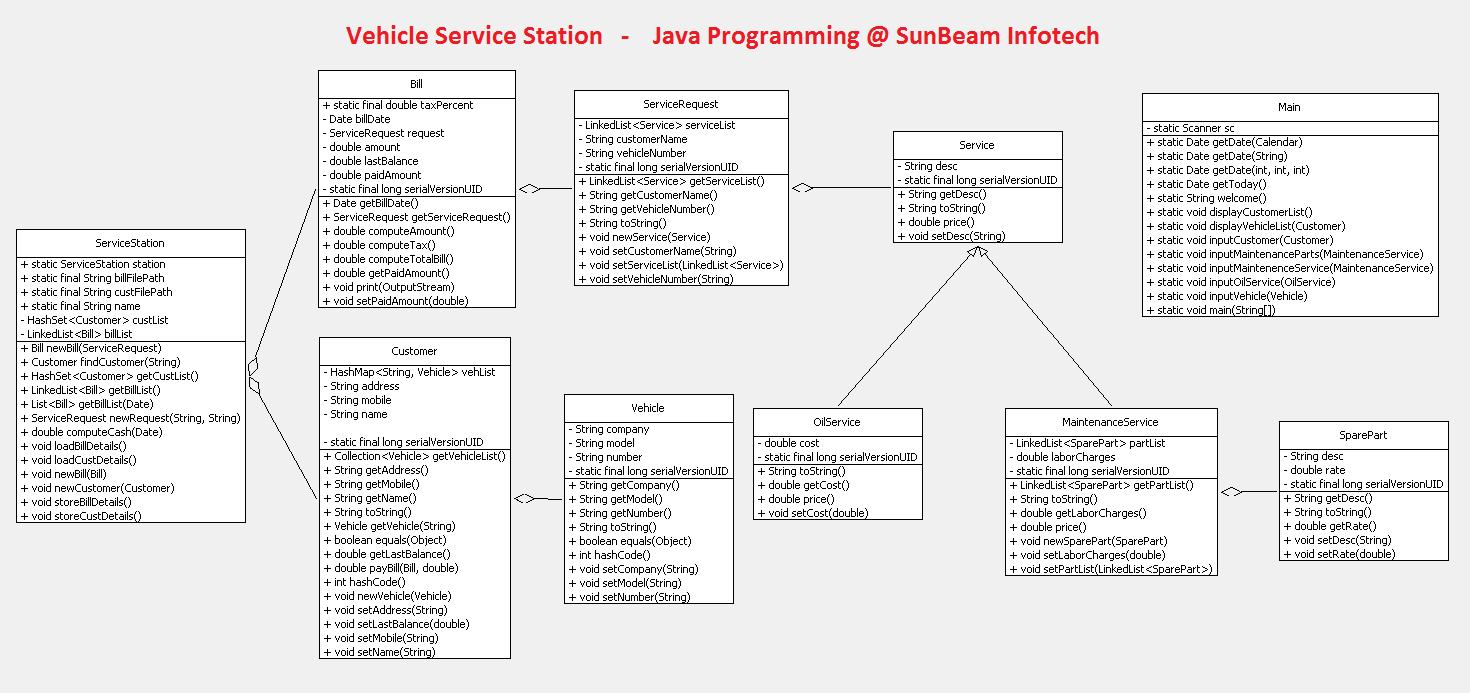 Vehicle Service Station - Java Programming @ SunBeam Infotech
ServiceStation
+ static ServiceStation station
+ static final String billFilePath
+ static final String custFilePath
+ static final String name
- HashSet<Customer> custList
- LinkedList<Bill> billList
+ Bill newBill(ServiceRequest)
+ Customer findCustomer(String)
+ HashSet<Customer> getCustList()
+ LinkedList<Bill> getBillList()
+ List<Bill> getBillList(Date)
+ ServiceRequest newRequest(String, String)
+ double computeCash(Date)
+ void loadBillDetails()
+ void loadCustDetails()
+ void newBill(Bill)
+ void newCustomer(Customer)
+ void storeBillDetails()
+ void storeCustDetails()
Bill
+ static final double taxPercent
- Date billDate
- ServiceRequest request
- double amount
- double lastBalance
- double paidAmount
- static final long serialVersionUID
+ Date getBillDate()
+ ServiceRequest getServiceRequest()
+ double computeAmount()
+ double computeTax()
+ double computeTotalBill()
+ double getPaidAmount()
+ void print(OutputStream)
+ void setPaidAmount(double)
Customer
- HashMap<String, Vehicle> vehList
- String address
- String mobile
- String name
- static final long serialVersionUID
+ Collection<Vehicle> getVehicleList()
+ String getAddress()
+ String getMobile()
+ String getName()
+ String toString()
+ Vehicle getVehicle(String)
+ boolean equals(Object)
+ double getLastBalance()
+ double payBill(Bill, double)
+ int hashCode()
+ void newVehicle(Vehicle)
+ void setAddress(String)
+ void setLastBalance(double)
+ void setMobile(String)
+ void setName(String)
ServiceRequest
- LinkedList<Service> serviceList
- String customerName
- String vehicleNumber
- static final long serialVersionUID
+ LinkedList<Service> getServiceList()
+ String getCustomerName()
+ String getVehicleNumber()
+ String toString()
+ void newService(Service)
+ void setCustomerName(String)
+ void setServiceList(LinkedList<Service>)
+ void setVehicleNumber(String)
Vehicle
- String company
- String model
- String number
- static final long serialVersionUID
+ String getCompany()
+ String getModel()
+ String getNumber()
+ String toString()
+ boolean equals(Object)
+ int hashCode()
+ void setCompany(String)
+ void setModel(String)
+ void setNumber(String)
Service
- String desc
- static final long serialVersionUID
+ String getDesc()
+ String toString()
+ double price()
+ void setDesc(String)
OilService
- double cost
- static final long serialVersionUID
+ String toString()
+ double getCost()
+ double price()
+ void setCost(double)
MaintenanceService
- LinkedList<SparePart> partList
- double laborCharges
- static final long serialVersionUID
+ LinkedList<SparePart> getPartList()
+ String toString()
+ double getLaborCharges()
+ double price()
+ void newSparePart(SparePart)
+ void setLaborCharges(double)
+ void setPartList(LinkedList<SparePart>)
Main
- static Scanner sc
+ static Date getDate(Calendar)
+ static Date getDate(String)
+ static Date getDate(int, int, int)
+ static Date getToday()
+ static String welcome()
+ static void displayCustomerList()
+ static void displayVehicleList(Customer)
+ static void inputCustomer(Customer)
+ static void inputMaintenanceParts(MaintenanceService)
+ static void inputMaintenenceService(MaintenanceService)
+ static void inputOilService(OilService)
+ static void inputVehicle(Vehicle)
+ static void main(String[])
SparePart
- String desc
- double rate
- static final long serialVersionUID
+ String getDesc()
+ String toString()
+ double getRate()
+ void setDesc(String)
+ void setRate(double)